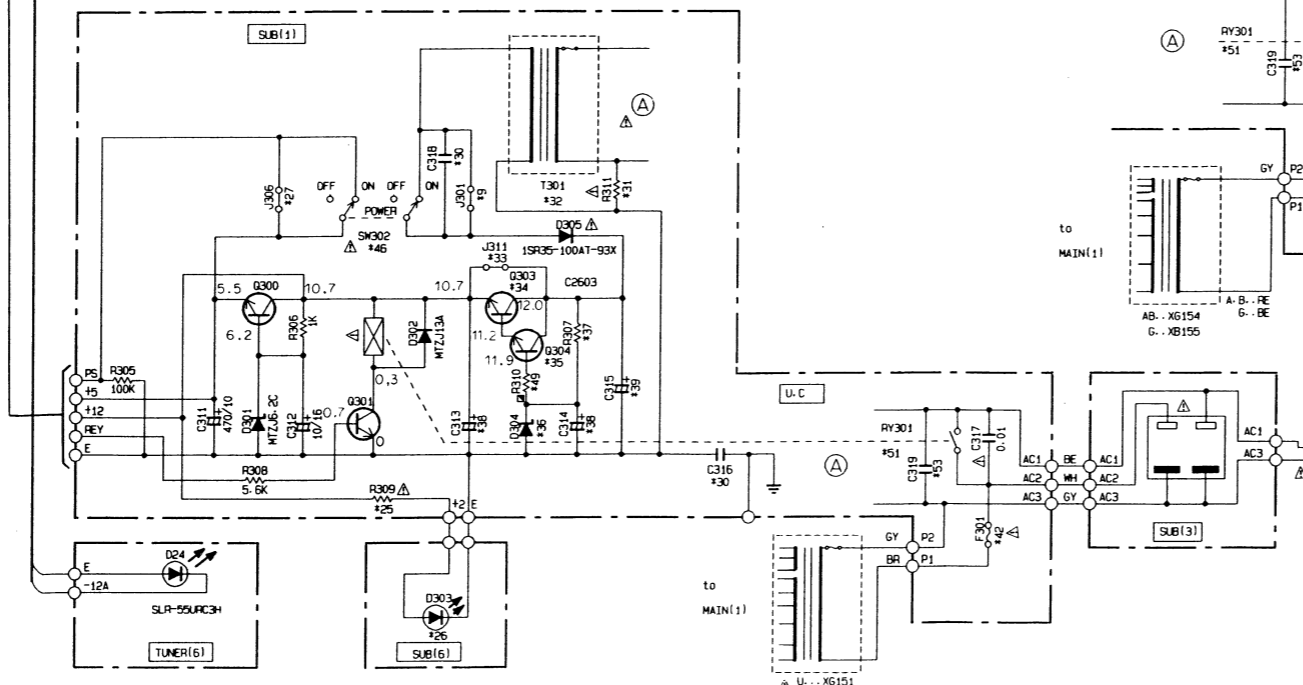 SUB(1)
RY301
*51
C319
*53
A
A
C318
*30
J306
*27
OFF
ON
OFF
ON
POWER
SW302
*46
J301
*9
T301
*32
R311
*31
D305
1SR35-100AT-93X
J311
*33
Q303
*34
C2603
Q300
5.5
10.7
10.7
12.0
6.2
R306
1K
D302
MTZJ13A
11.2
Q304
*35
R307
*37
11.9
R310
*49
0.3
Q301
0.7
0
PS
R305
100K
+5
+12
REY
E
C311
470/10
D301
MTZJ6.2C
C312
10/16
C313
*38
D304
*36
C314
*38
C315
*39
R308
5.6K
R309
*25
+2
E
C316
*30
to
MAIN(1)
GY
P2
P1
A.B..RE
G..BE
AB..XG154
G..XB155
U.C
RY301
*51
A
C319
*53
C317
0.01
AC1
BE
AC1
AC2
WH
AC2
AC3
GY
AC3
AC1
AC3
SUB(3)
F301
*42
GY
P2
BR
P1
to
MAIN(1)
U...XG151
E
-12A
D24
SLR-55URC3H
TUNER(6)
D303
*26
SUB(6)